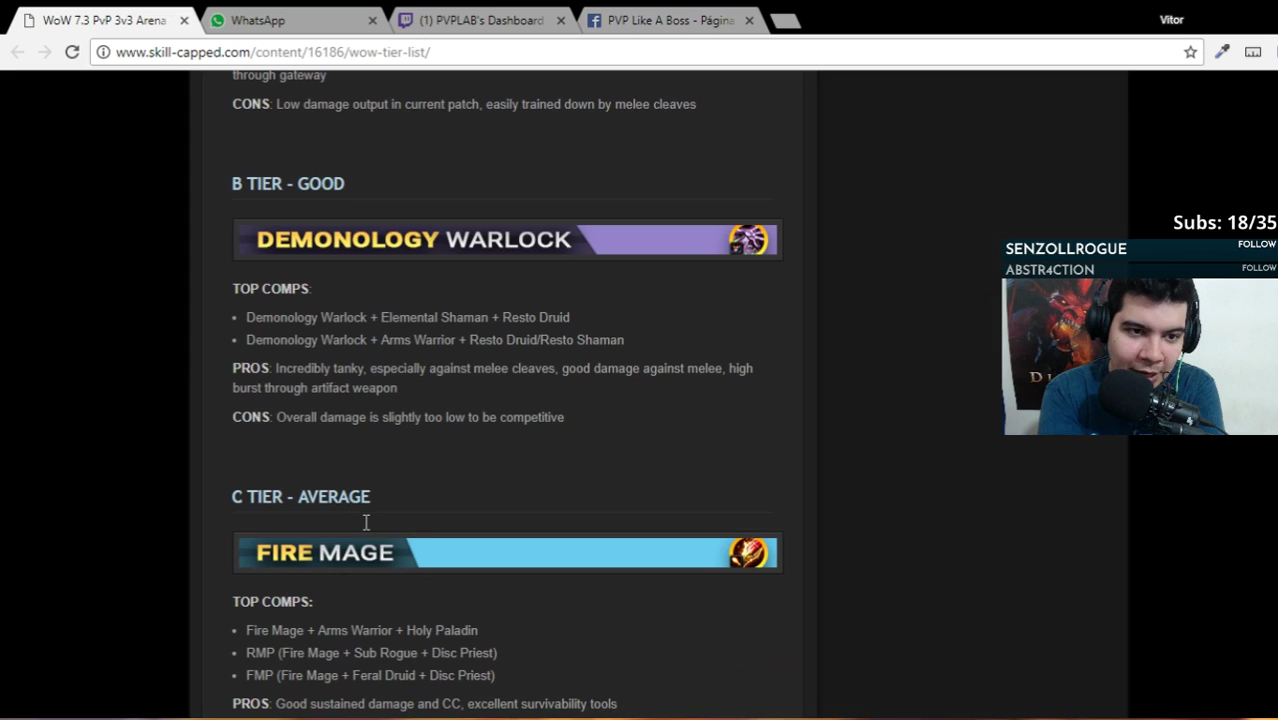 WoW 7.3 PvP 3v3 Arena
WhatsApp
(1) PVPLAB's Dashboard
PVP Like A Boss - Página
Vitor
www.skill-capped.com/content/16186/wow-tier-list/
through gateway
CONS: Low damage output in current patch, easily trained down by melee cleaves
B TIER - GOOD
DEMONOLOGY WARLOCK
TOP COMPS:
• Demonology Warlock + Elemental Shaman + Resto Druid
• Demonology Warlock + Arms Warrior + Resto Druid/Resto Shaman
PROS: Incredibly tanky, especially against melee cleaves, good damage against melee, high
burst through artifact weapon
CONS: Overall damage is slightly too low to be competitive
C TIER - AVERAGE
FIRE MAGE
TOP COMPS:
• Fire Mage + Arms Warrior + Holy Paladin
• RMP (Fire Mage + Sub Rogue + Disc Priest)
• FMP (Fire Mage + Feral Druid + Disc Priest)
PROS: Good sustained damage and CC, excellent survivability tools
Subs: 18/35
SENZOLLROGUE FOLLOW
ABSTR4CTION FOLLOW